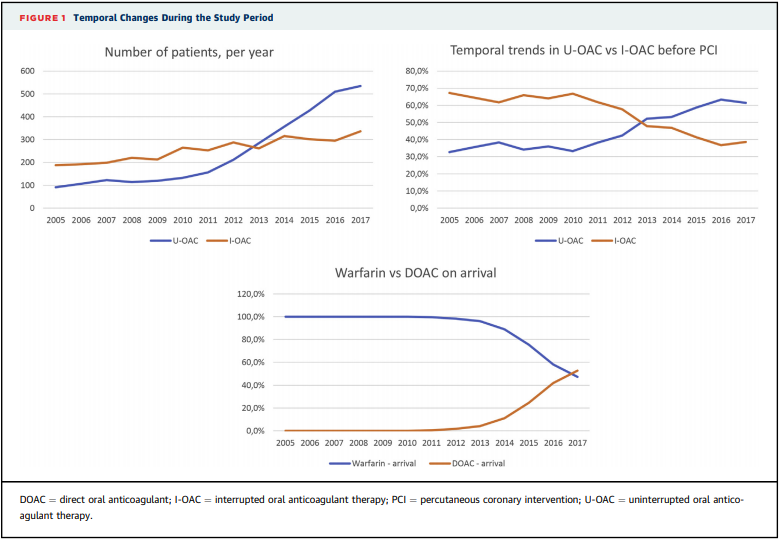 FIGURE 1 Temporal Changes During the Study Period
Number of patients, per year
600
500
400
300
200
100
0
2005 2006 2007 2008 2009 2010 2011 2012 2013 2014 2015 2016 2017
U-OAC I-OAC
Temporal trends in U-OAC vs I-OAC before PCI
80,0%
70,0%
60,0%
50,0%
40,0%
30,0%
20,0%
10,0%
0,0%
2005 2006 2007 2008 2009 2010 2011 2012 2013 2014 2015 2016 2017
U-OAC I-OAC
Warfarin vs DOAC on arrival
120,0%
100,0%
80,0%
60,0%
40,0%
20,0%
0,0%
2005 2006 2007 2008 2009 2010 2011 2012 2013 2014 2015 2016 2017
Warfarin - arrival DOAC - arrival
DOAC = direct oral anticoagulant; I-OAC = interrupted oral anticoagulant therapy; PCI = percutaneous coronary intervention; U-OAC = uninterrupted oral antico-
agulant therapy.